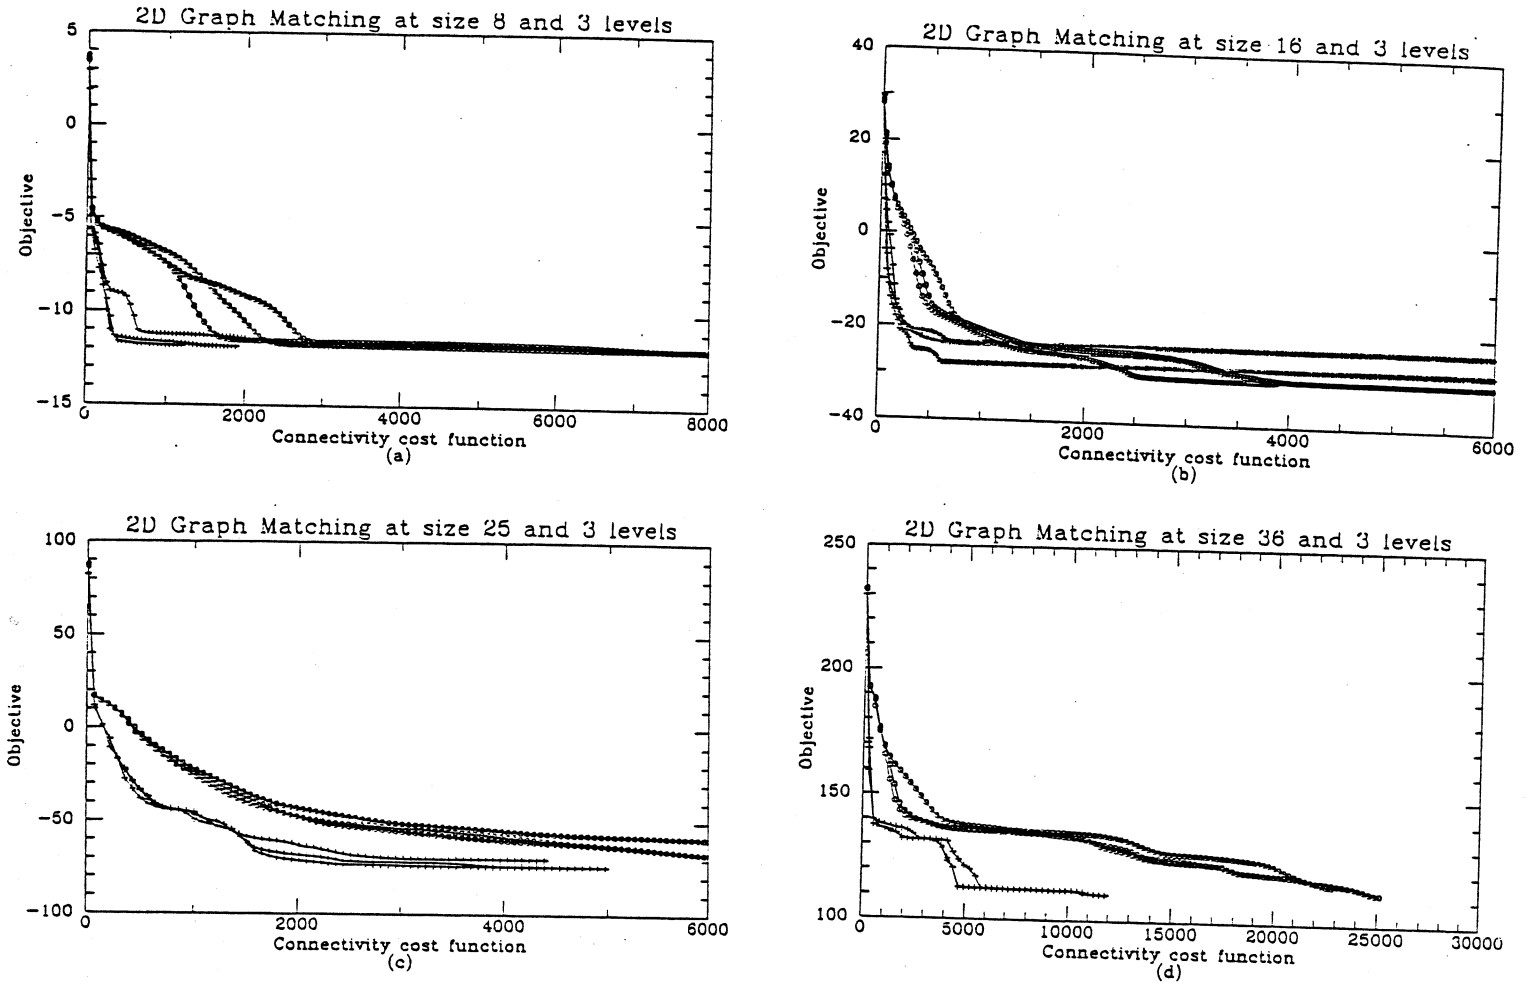 2D Graph Matching at size 8 and 3 levels
5
0
−5
−10
−15
Objective
0 2000 4000 6000 8000
Connectivity cost function
(a)
2D Graph Matching at size 16 and 3 levels
40
20
0
−20
−40
Objective
0 2000 4000 6000
Connectivity cost function
(b)
2D Graph Matching at size 25 and 3 levels
100
50
0
−50
−100
Objective
0 2000 4000 6000
Connectivity cost function
(c)
2D Graph Matching at size 36 and 3 levels
250
200
150
100
Objective
0 5000 10000 15000 20000 25000 30000
Connectivity cost function
(d)